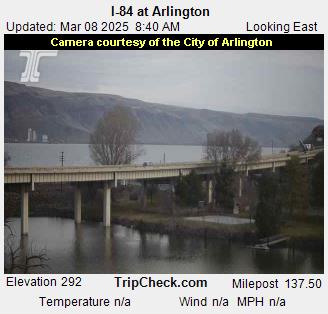 I-84 at Arlington
Updated: Mar 08 2025 8:40 AM Looking East
Camera courtesy of the City of Arlington
Elevation 292 TripCheck.com Milepost 137.50
Temperature n/a Wind n/a MPH n/a